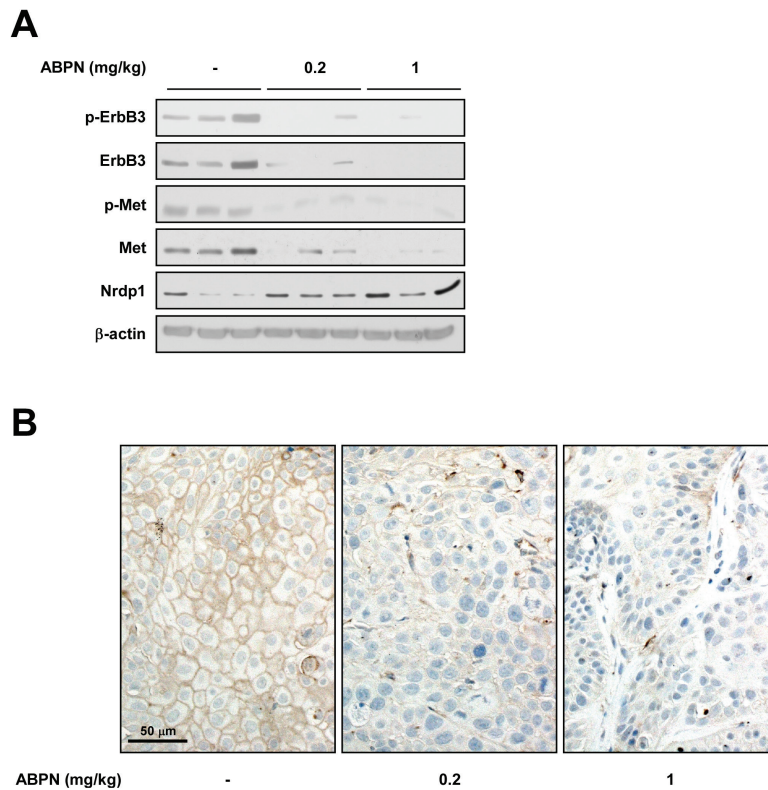 A
ABPN (mg/kg) - 0.2 1
p-ErbB3
ErbB3
p-Met
Met
Nrdp1
β-actin
B
50 μm
ABPN (mg/kg) - 0.2 1